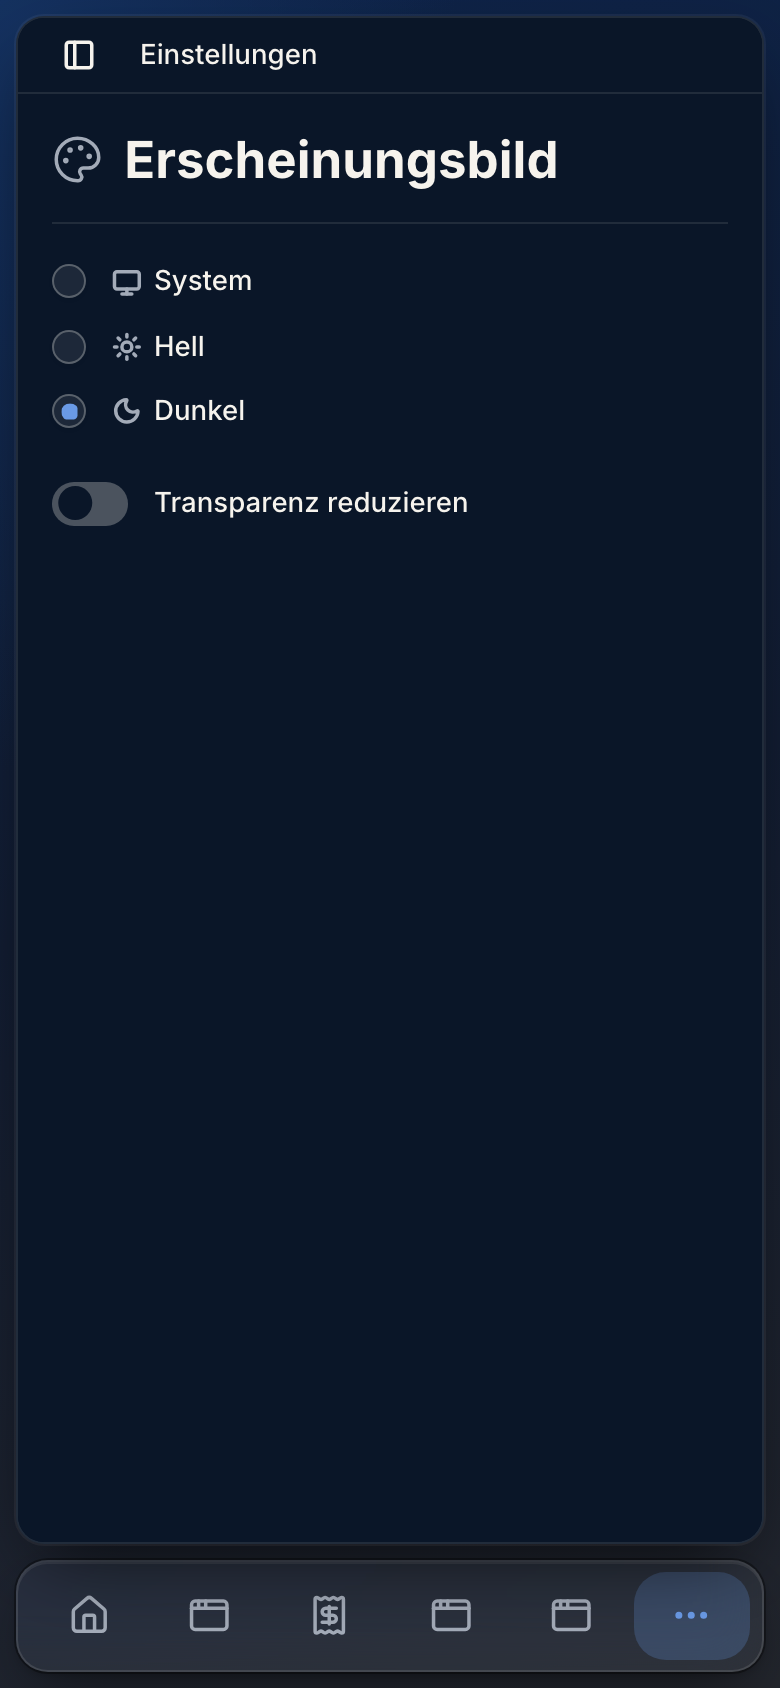 Einstellungen
Erscheinungsbild
System
Hell
Dunkel
Transparenz reduzieren